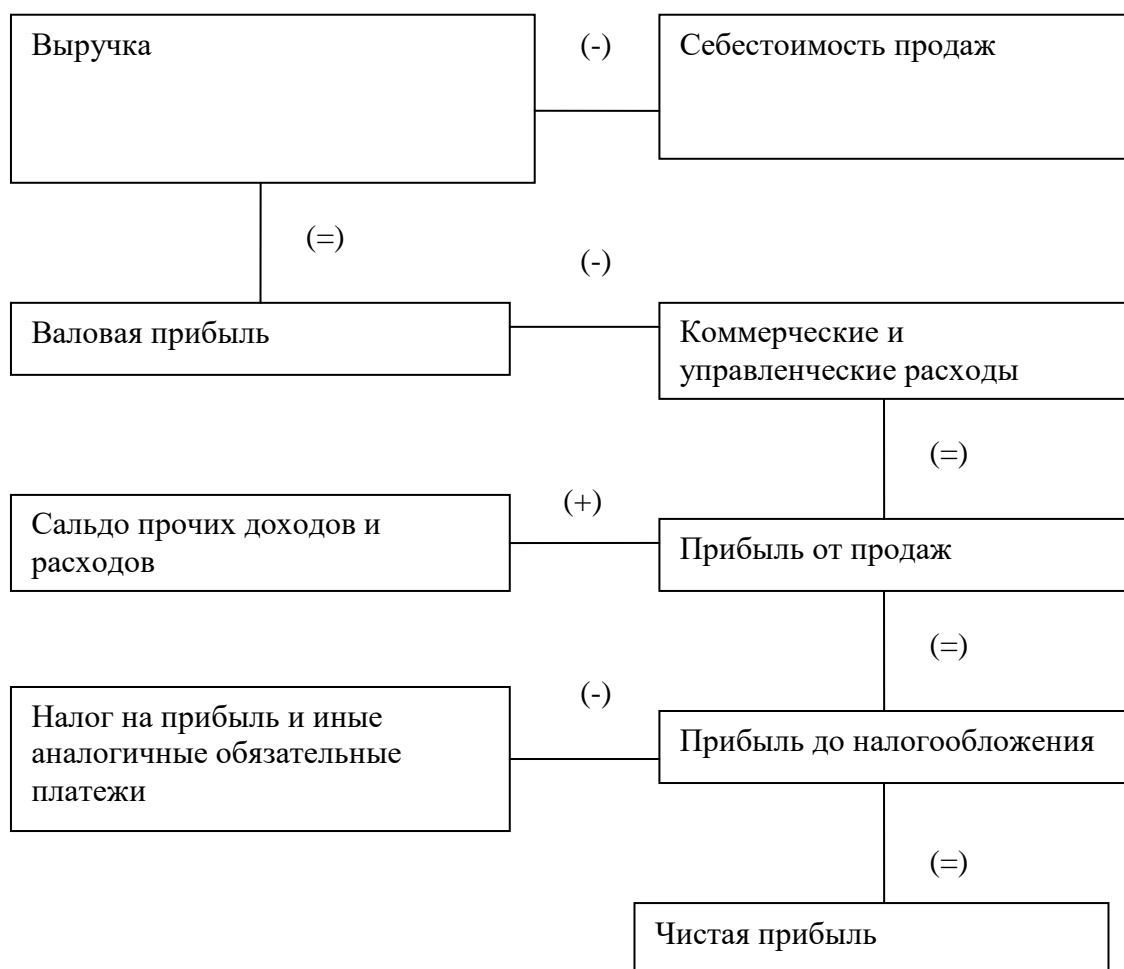 Выручка
(-)
Себестоимость продаж
(=)
(-)
Валовая прибыль
Коммерческие и
управленческие расходы
(=)
Сальдо прочих доходов и
расходов
(+)
Прибыль от продаж
(=)
Налог на прибыль и иные
аналогичные обязательные
платежи
(-)
Прибыль до налогообложения
(=)
Чистая прибыль